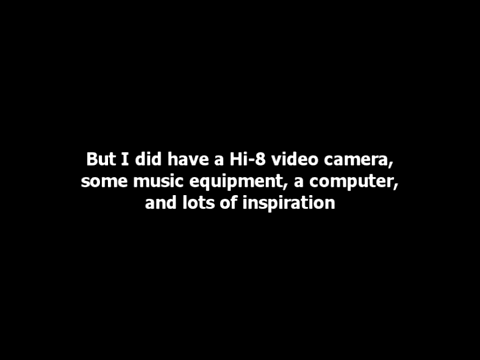 But I did have a Hi-8 video camera,
some music equipment, a computer,
and lots of inspiration